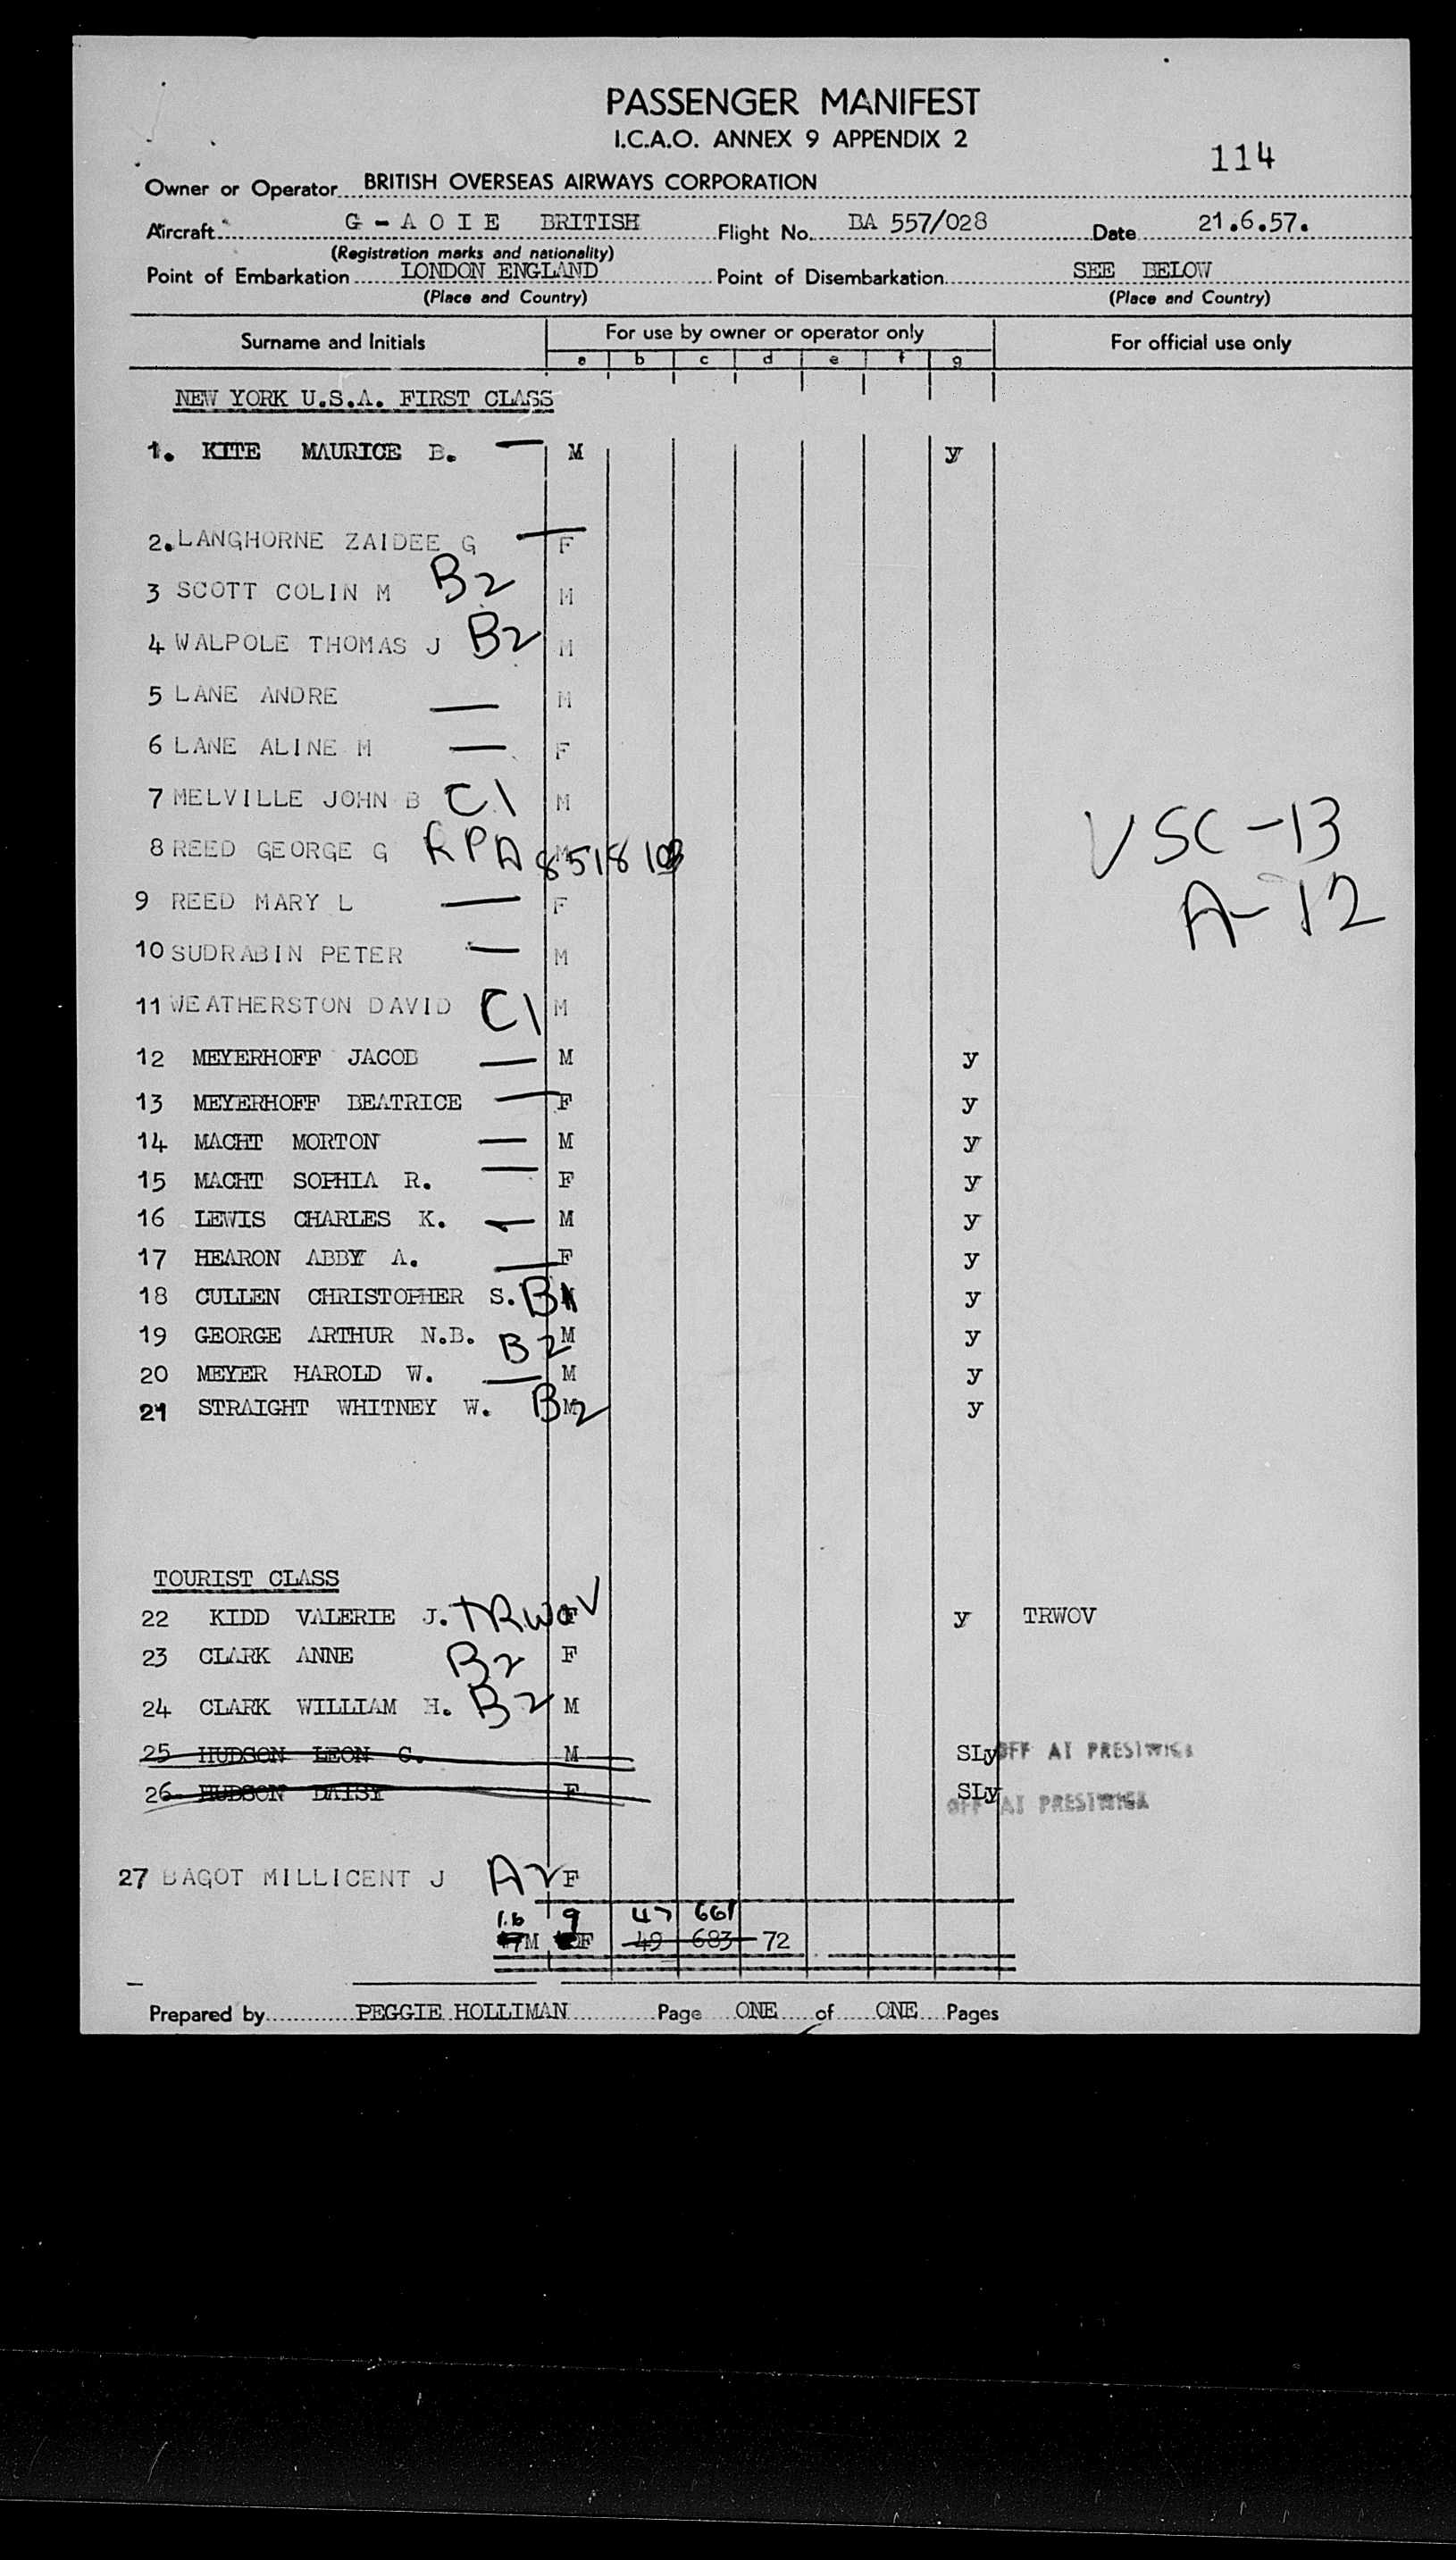 PASSENGER MANIFEST
I.C.A.O. ANNEX 9 APPENDIX 2
114
Owner or Operator BRITISH OVERSEAS AIRWAYS CORPORATION
Aircraft G-AOIE BRITISH Flight No. BA 557/028 Date 21.6.57.
(Registration marks and nationality)
Point of Embarkation LONDON ENGLAND Point of Disembarkation SEE BELOW
(Place and Country) (Place and Country)
Surname and Initials For use by owner or operator only For official use only
a b c d e f g
NEW YORK U.S.A. FIRST CLASS
1. KITE MAURICE B. — M y
2. LANGHORNE ZAIDEE G — F
3 SCOTT COLIN M B2 M
4 WALPOLE THOMAS J B2 M
5 LANE ANDRE — M
6 LANE ALINE M — F
7 MELVILLE JOHN B C1 M
VSC-13
8 REED GEORGE G RPA M
A-12
9 REED MARY L — F
10 SUDRABIN PETER — M
11 WEATHERSTON DAVID C1 M
12 MEYERHOFF JACOB — M y
13 MEYERHOFF BEATRICE — F y
14 MACHT MORTON — M y
15 MACHT SOPHIA R. — F y
16 LEWIS CHARLES K. — M y
17 HEARON ABBY A. — F y
18 CULLEN CHRISTOPHER S. B1 y
19 GEORGE ARTHUR N.B. B2 M y
20 MEYER HAROLD W. — M y
21 STRAIGHT WHITNEY W. B2 M y
TOURIST CLASS
22 KIDD VALERIE J. TRWOV F y TRWOV
23 CLARK ANNE B2 F
24 CLARK WILLIAM H. B2 M
25 HUDSON LEON C. M SLy OFF AT PRESTWICK
26 HUDSON DAISY F SLy OFF AT PRESTWICK
27 BAGOT MILLICENT J A2 F
16 9 47 661
M F 49 683 72
Prepared by PEGGIE HOLLIMAN Page ONE of ONE Pages